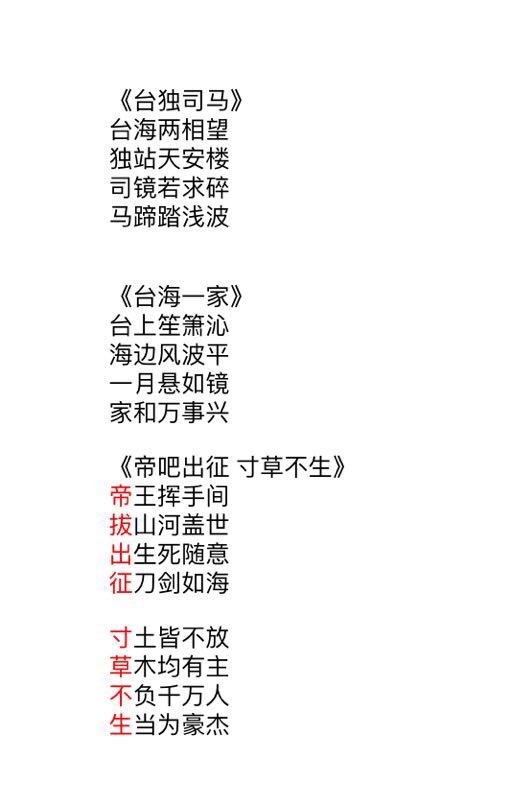 《台独司马》
台海两相望
独站天安楼
司镜若求碎
马蹄踏浅波
《台海一家》
台上笙箫沁
海边风波平
一月悬如镜
家和万事兴
《帝吧出征 寸草不生》
帝王挥手间
拔山河盖世
出生死随意
征刀剑如海
寸土皆不放
草木均有主
不负千万人
生当为豪杰